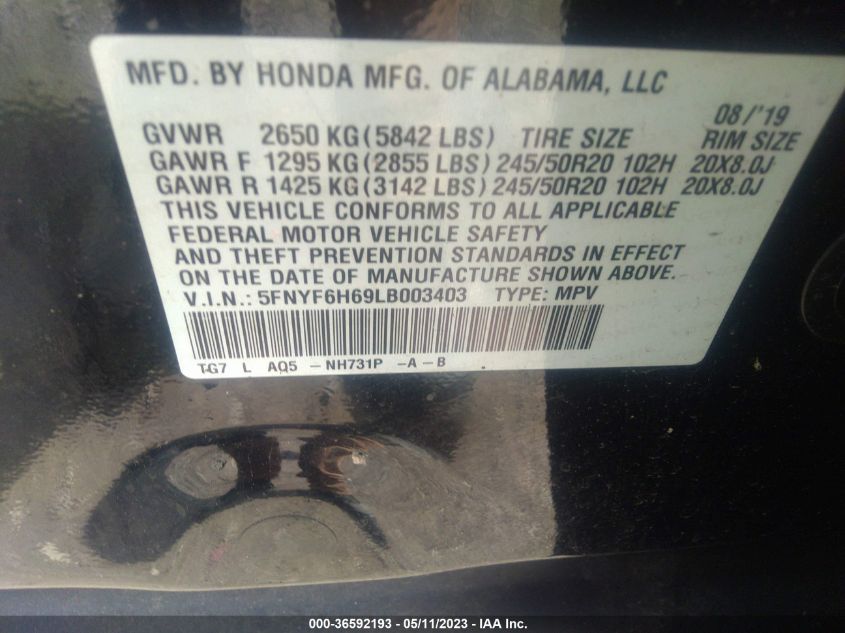 MFD. BY HONDA MFG. OF ALABAMA, LLC
08/'19
GVWR 2650 KG(5842 LBS) TIRE SIZE RIM SIZE
GAWR F 1295 KG(2855 LBS) 245/50R20 102H 20X8.0J
GAWR R 1425 KG(3142 LBS) 245/50R20 102H 20X8.0J
THIS VEHICLE CONFORMS TO ALL APPLICABLE
FEDERAL MOTOR VEHICLE SAFETY
AND THEFT PREVENTION STANDARDS IN EFFECT
ON THE DATE OF MANUFACTURE SHOWN ABOVE.
V.I.N.: 5FNYF6H69LB003403 TYPE: MPV
TG7 L AQ5 -NH731P -A-B
000-36592193 - 05/11/2023 - IAA Inc.